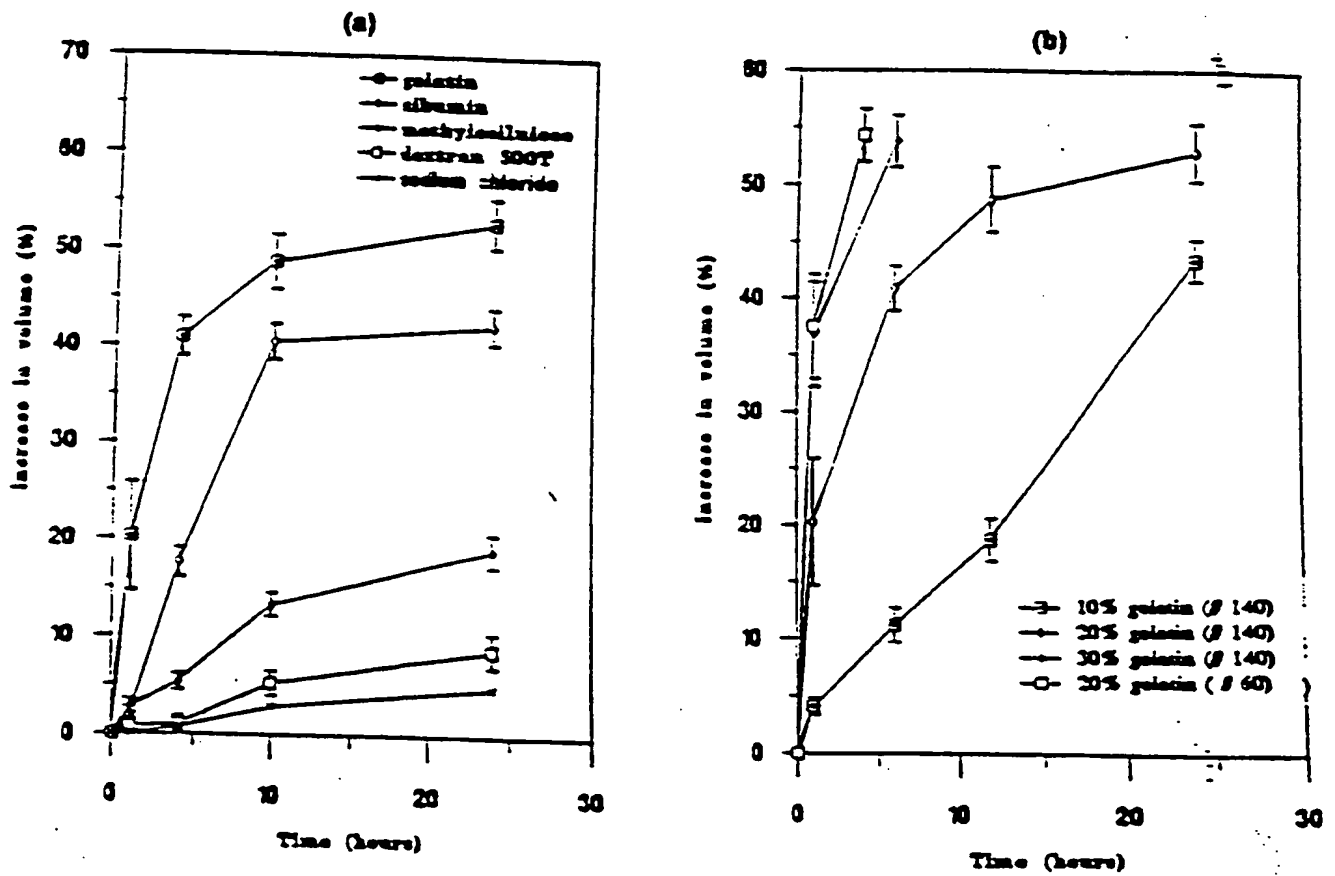 (a)
70
60
50
40
30
20
10
0
Increase in volume (%)
gelatin
albumin
methylcellulose
dextran 500T
sodium chloride
0 10 20 30
Time (hours)
(b)
60
50
40
30
20
10
0
Increase in volume (%)
10% gelatin (# 140)
20% gelatin (# 140)
30% gelatin (# 140)
20% gelatin ( # 60)
0 10 20 30
Time (hours)